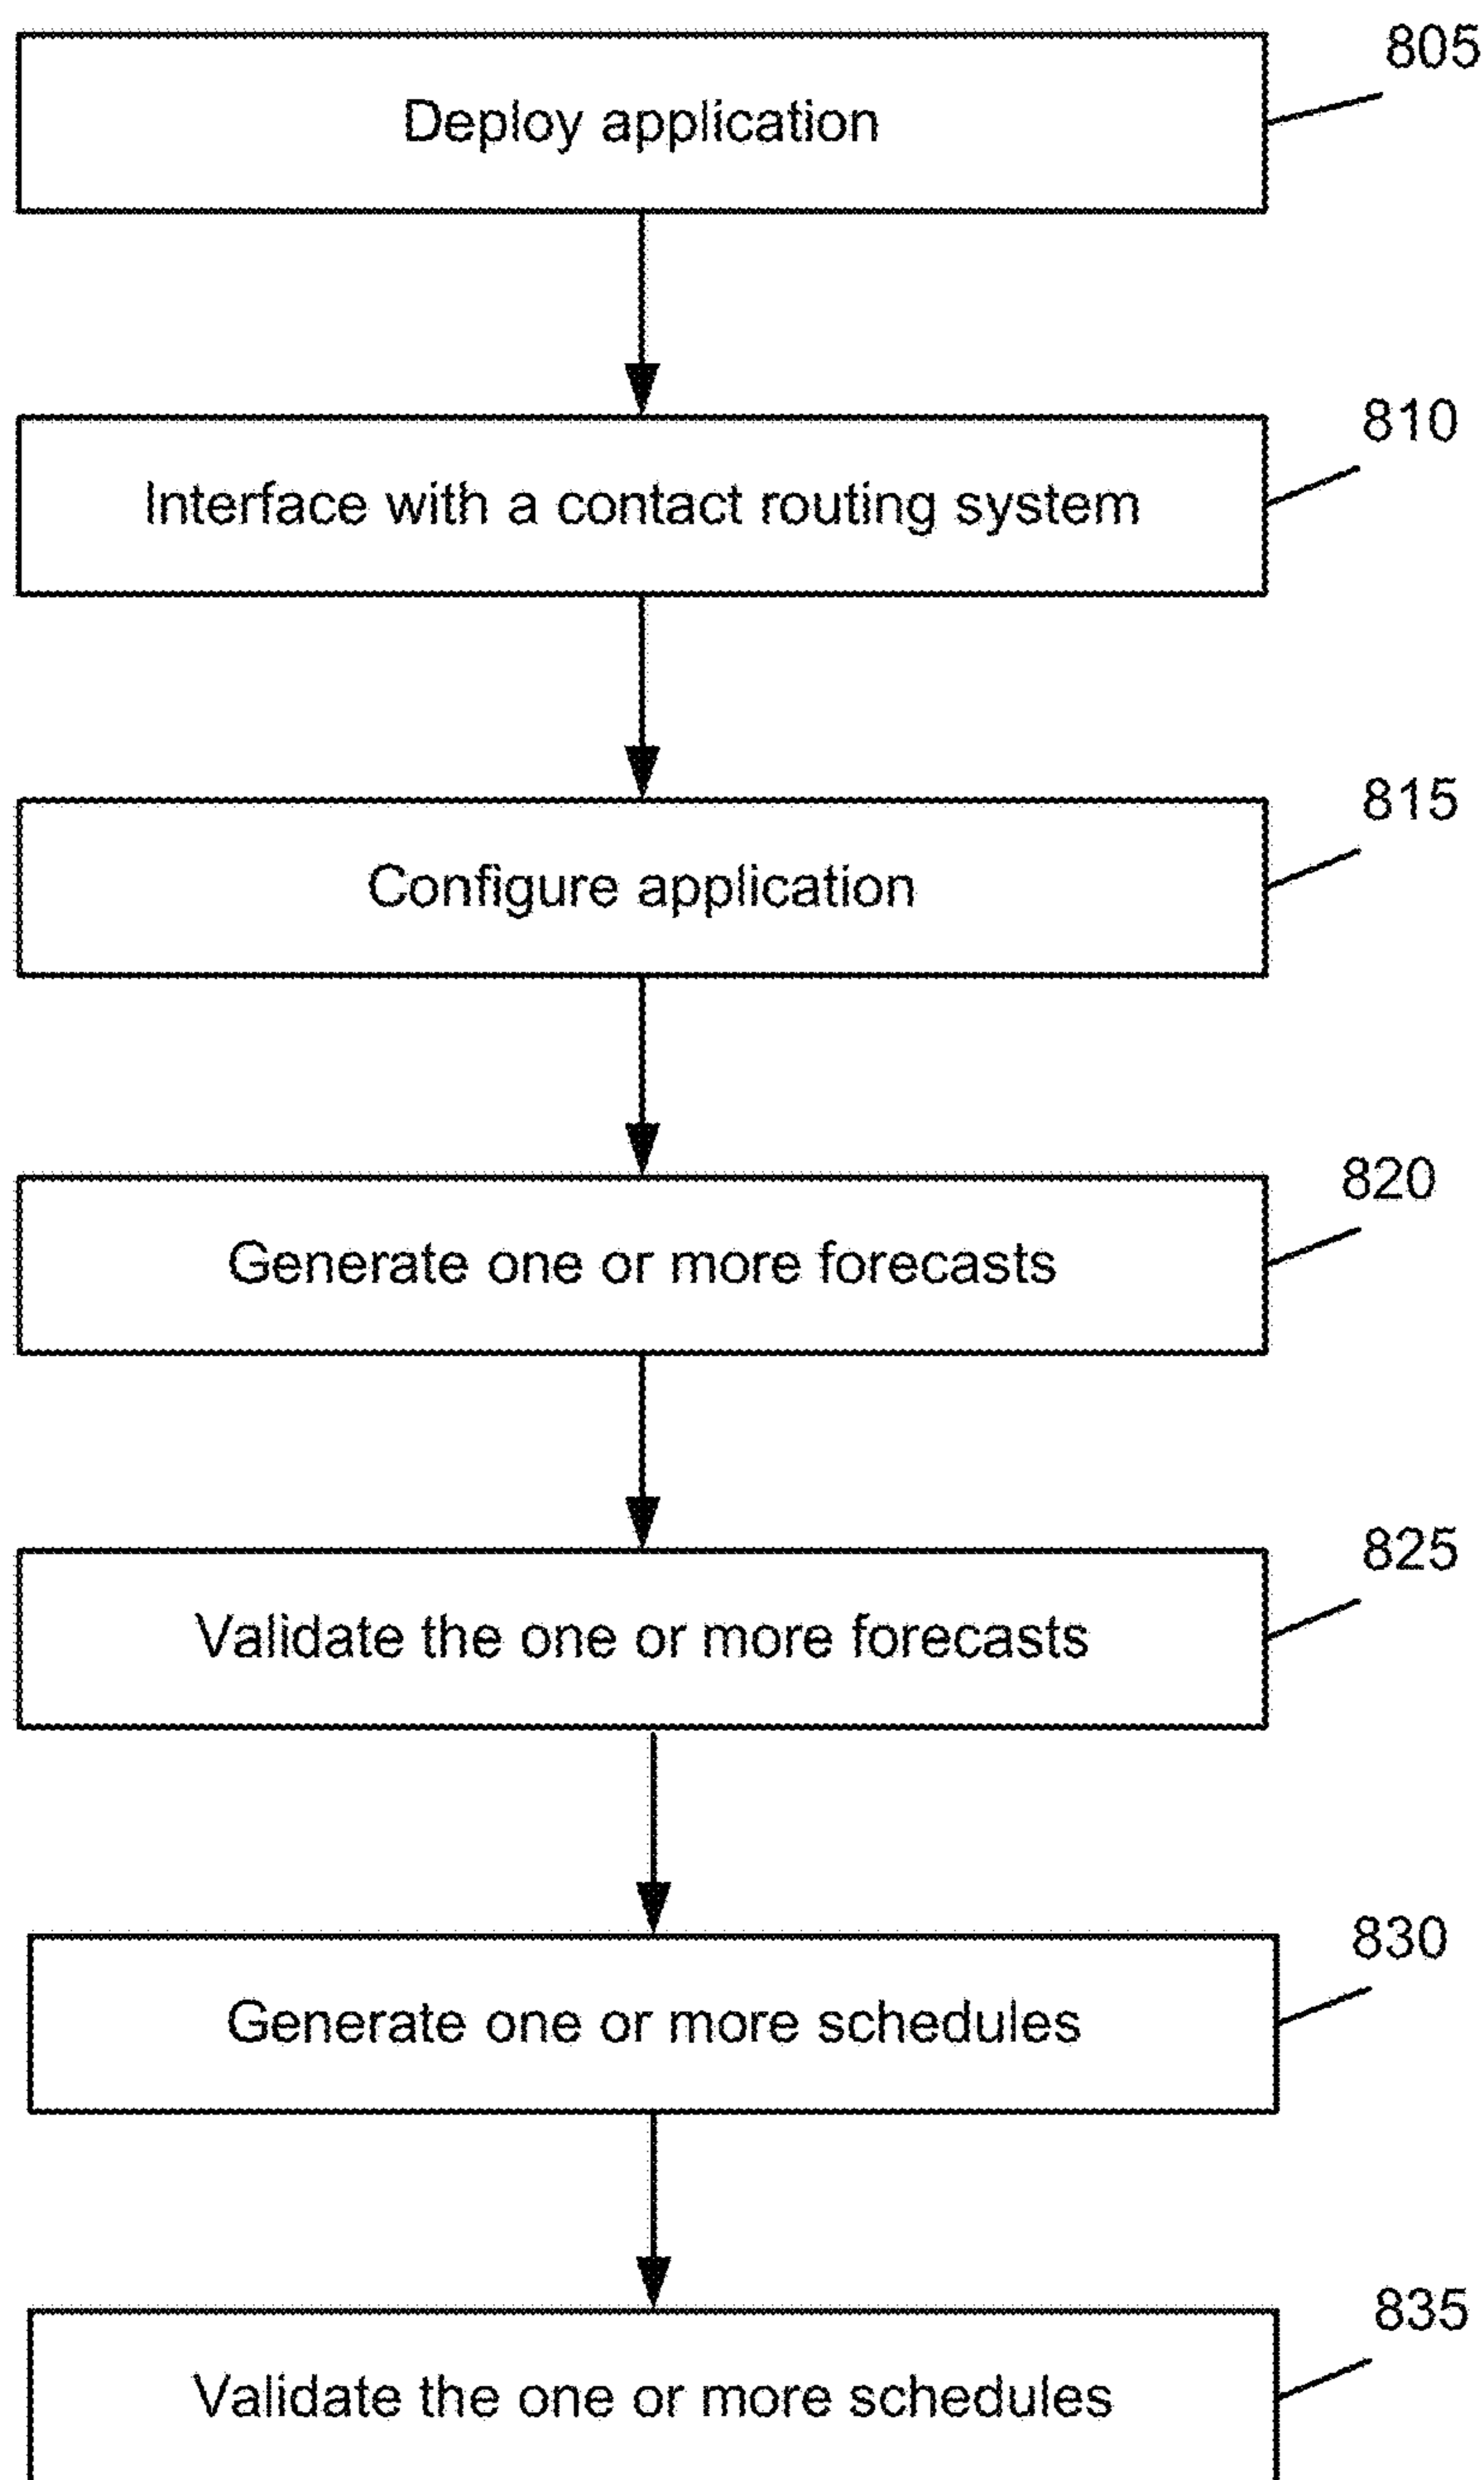 805
Deploy application
810
Interface with a contact routing system
815
Configure application
820
Generate one or more forecasts
825
Validate the one or more forecasts
830
Generate one or more schedules
835
Validate the one or more schedules